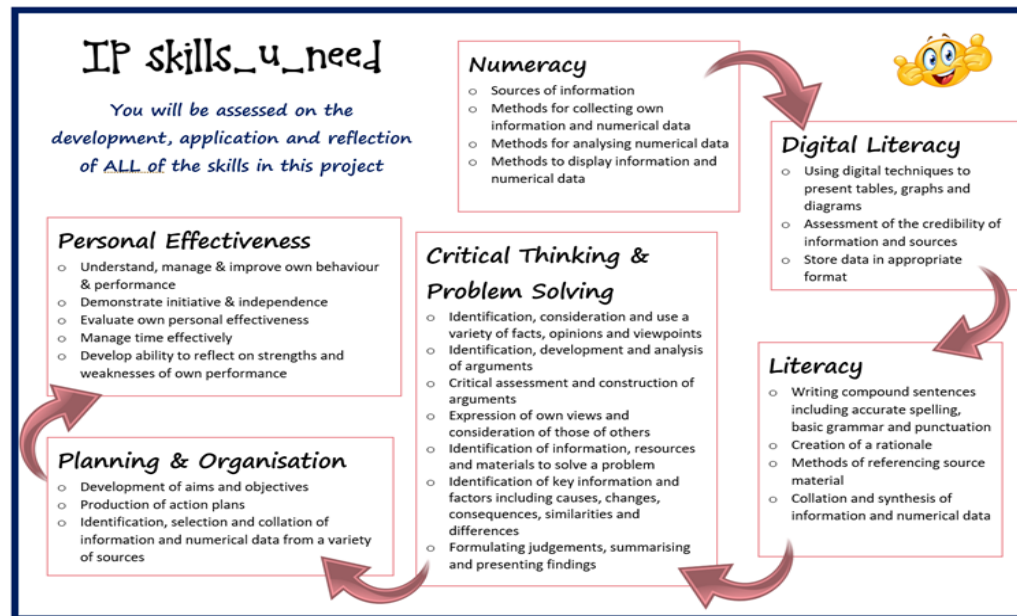 IP skills_u_need
You will be assessed on the
development, application and reflection
of ALL of the skills in this project
Numeracy
o Sources of information
o Methods for collecting own
information and numerical data
o Methods for analysing numerical data
o Methods to display information and
numerical data
Digital Literacy
o Using digital techniques to
present tables, graphs and
diagrams
o Assessment of the credibility of
information and sources
o Store data in appropriate
format
Literacy
o Writing compound sentences
including accurate spelling,
basic grammar and punctuation
o Creation of a rationale
o Methods of referencing source
material
o Collation and synthesis of
information and numerical data
Critical Thinking &
Problem Solving
o Identification, consideration and use a
variety of facts, opinions and viewpoints
o Identification, development and analysis
of arguments
o Critical assessment and construction of
arguments
o Expression of own views and
consideration of those of others
o Identification of information, resources
and materials to solve a problem
o Identification of key information and
factors including causes, changes,
consequences, similarities and
differences
o Formulating judgements, summarising
and presenting findings
Planning & Organisation
o Development of aims and objectives
o Production of action plans
o Identification, selection and collation of
information and numerical data from a variety
of sources
Personal Effectiveness
o Understand, manage & improve own behaviour
& performance
o Demonstrate initiative & independence
o Evaluate own personal effectiveness
o Manage time effectively
o Develop ability to reflect on strengths and
weaknesses of own performance